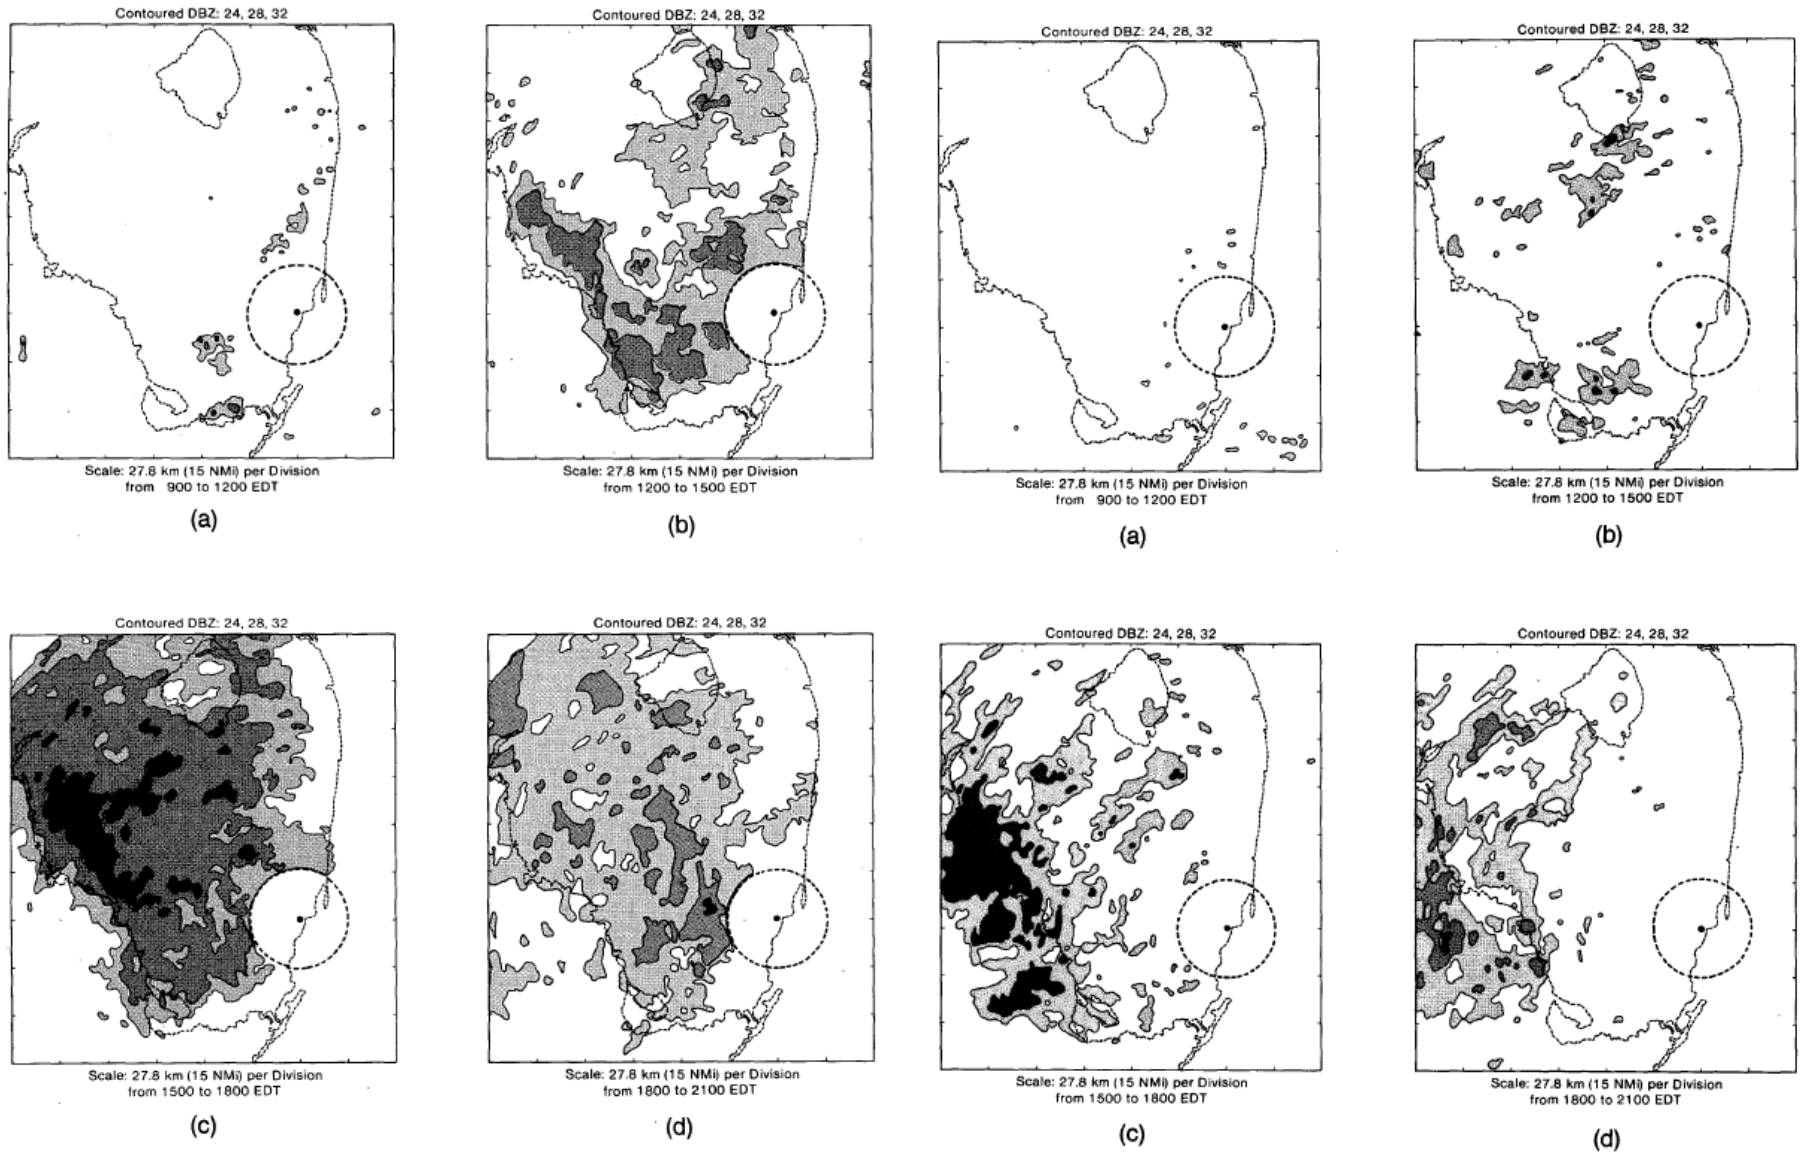 Contoured DBZ: 24, 28, 32
Scale: 27.8 km (15 NMi) per Division
from 900 to 1200 EDT
(a)
Contoured DBZ: 24, 28, 32
Scale: 27.8 km (15 NMi) per Division
from 1200 to 1500 EDT
(b)
Contoured DBZ: 24, 28, 32
Scale: 27.8 km (15 NMi) per Division
from 900 to 1200 EDT
(a)
Contoured DBZ: 24, 28, 32
Scale: 27.8 km (15 NMi) per Division
from 1200 to 1500 EDT
(b)
Contoured DBZ: 24, 28, 32
Scale: 27.8 km (15 NMi) per Division
from 1500 to 1800 EDT
(c)
Contoured DBZ: 24, 28, 32
Scale: 27.8 km (15 NMi) per Division
from 1800 to 2100 EDT
(d)
Contoured DBZ: 24, 28, 32
Scale: 27.8 km (15 NMi) per Division
from 1500 to 1800 EDT
(c)
Contoured DBZ: 24, 28, 32
Scale: 27.8 km (15 NMi) per Division
from 1800 to 2100 EDT
(d)